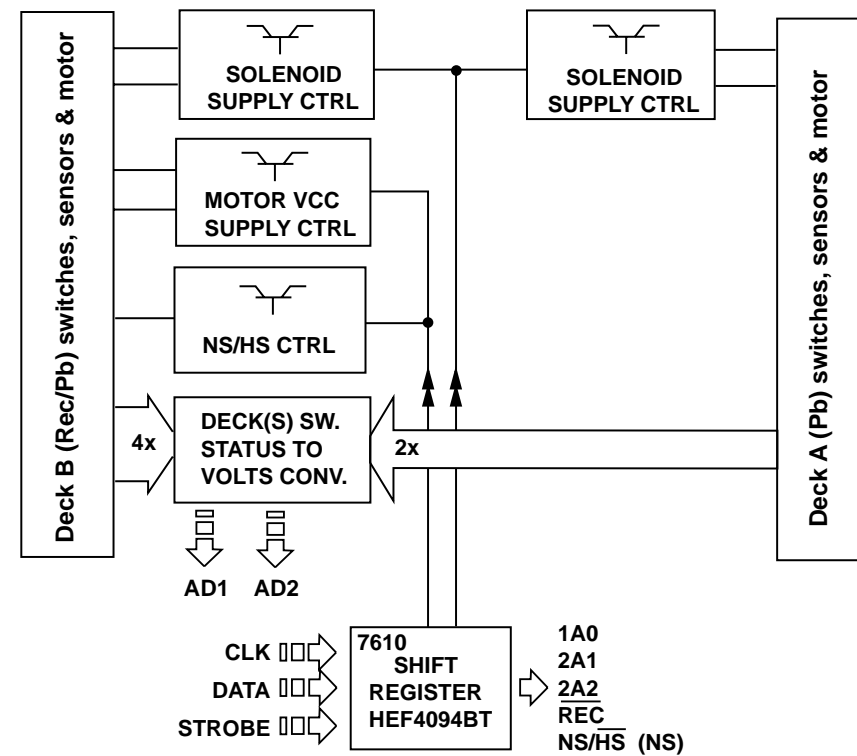 Deck B (Rec/Pb) switches, sensors & motor
SOLENOID
SUPPLY CTRL
SOLENOID
SUPPLY CTRL
MOTOR VCC
SUPPLY CTRL
NS/HS CTRL
4x
DECK(S) SW.
STATUS TO
VOLTS CONV.
2x
Deck A (Pb) switches, sensors & motor
AD1
AD2
CLK
DATA
STROBE
7610
SHIFT
REGISTER
HEF4094BT
1A0
2A1
2A2
R̅E̅C̅
NS/H̅S̅ (NS)